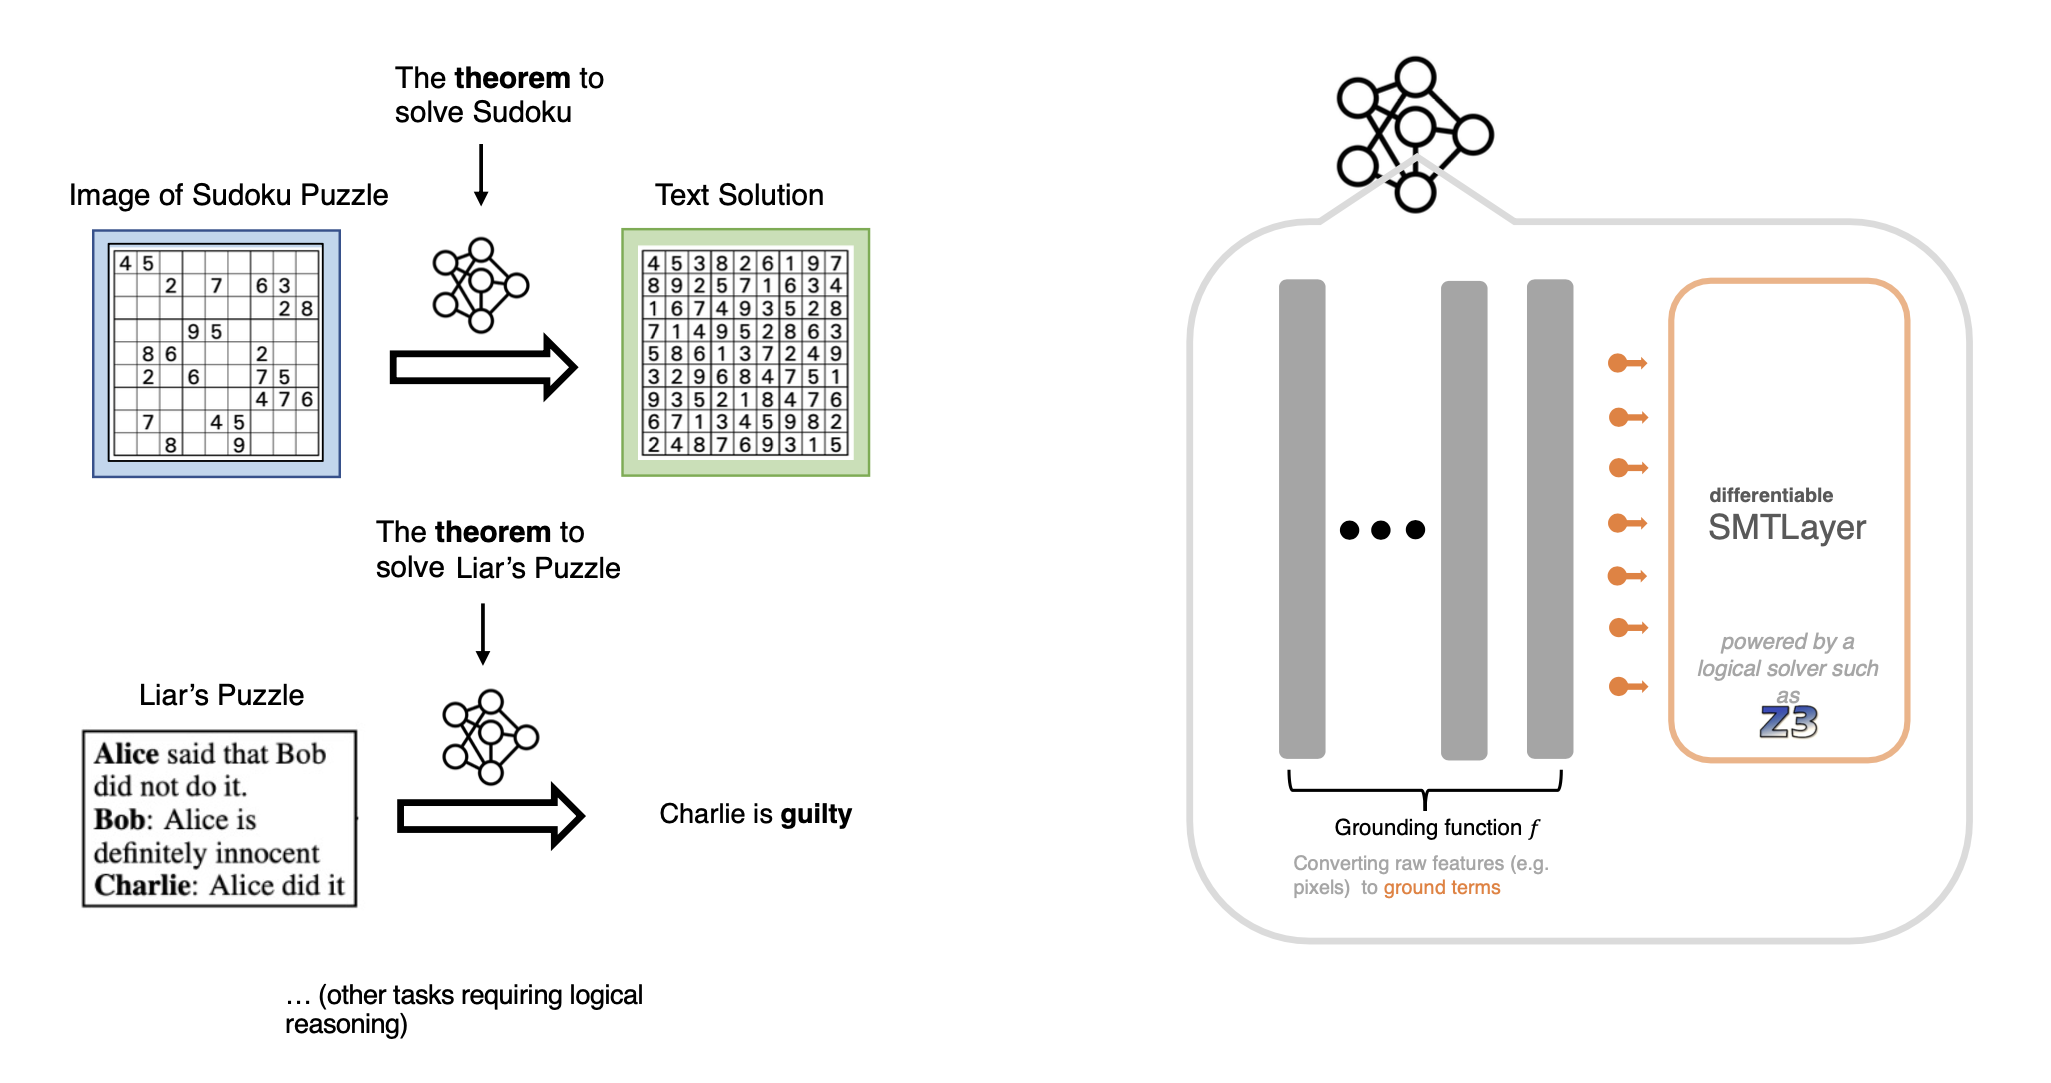 The theorem to
solve Sudoku
Image of Sudoku Puzzle
Text Solution
4 5
2 7 6 3
2 8
9 5
8 6 2
2 6 7 5
4 7 6
7 4 5
8 9
4 5 3 8 2 6 1 9 7
8 9 2 5 7 1 6 3 4
1 6 7 4 9 3 5 2 8
7 1 4 9 5 2 8 6 3
5 8 6 1 3 7 2 4 9
3 2 9 6 8 4 7 5 1
9 3 5 2 1 8 4 7 6
6 7 1 3 4 5 9 8 2
2 4 8 7 6 9 3 1 5
The theorem to
solve Liar’s Puzzle
Liar’s Puzzle
Alice said that Bob
did not do it.
Bob: Alice is
definitely innocent
Charlie: Alice did it
Charlie is guilty
… (other tasks requiring logical
reasoning)
differentiable
SMTLayer
powered by a
logical solver such
as
Z3
Grounding function f
Converting raw features (e.g.
pixels) to ground terms